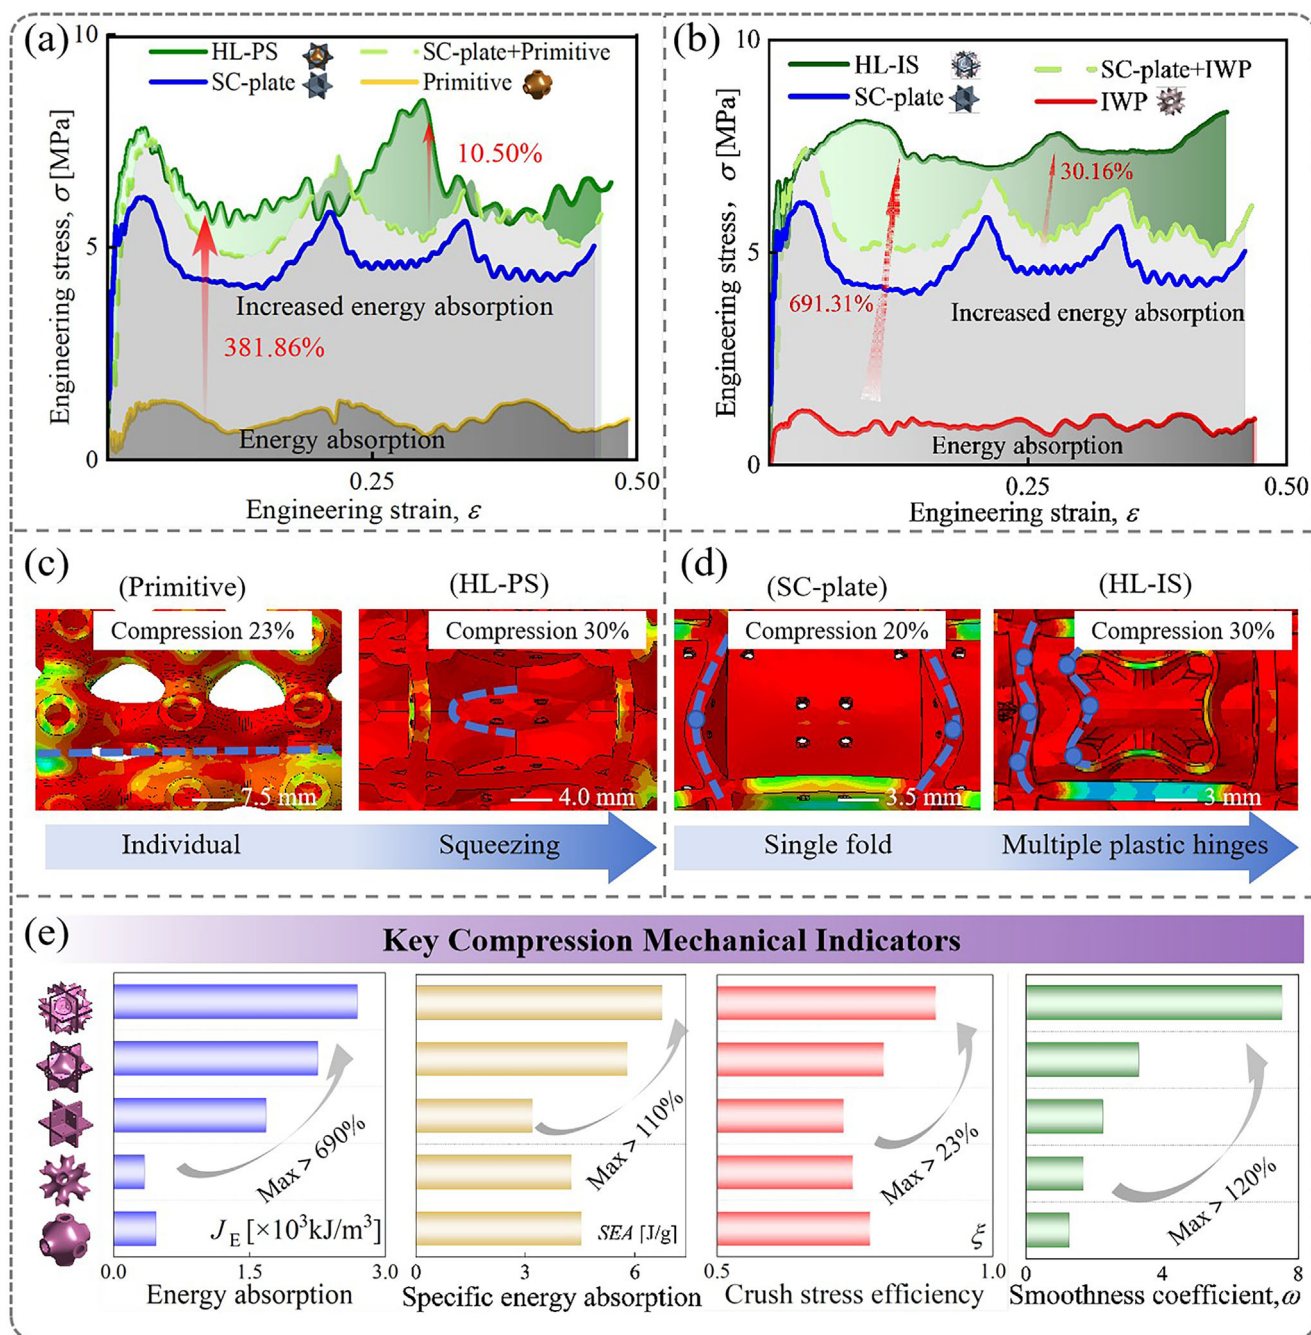 (a)
10
HL-PS
SC-plate+Primitive
SC-plate
Primitive
10.50%
Engineering stress, σ [MPa]
5
Increased energy absorption
381.86%
Energy absorption
0
0.25
0.50
Engineering strain, ε
(b)
10
HL-IS
SC-plate+IWP
SC-plate
IWP
30.16%
Engineering stress, σ [MPa]
5
691.31%
Increased energy absorption
Energy absorption
0
0.25
0.50
Engineering strain, ε
(c)
(Primitive)
(HL-PS)
Compression 23%
Compression 30%
7.5 mm
4.0 mm
Individual
Squeezing
(d)
(SC-plate)
(HL-IS)
Compression 20%
Compression 30%
3.5 mm
3 mm
Single fold
Multiple plastic hinges
(e)
Key Compression Mechanical Indicators
Max > 690%
J_E [×10³kJ/m³]
0.0
1.5
3.0
Energy absorption
Max > 110%
SEA [J/g]
0
3
6
Specific energy absorption
Max > 23%
ξ
0.5
1.0
Crush stress efficiency
Max > 120%
0
4
8
Smoothness coefficient, ω